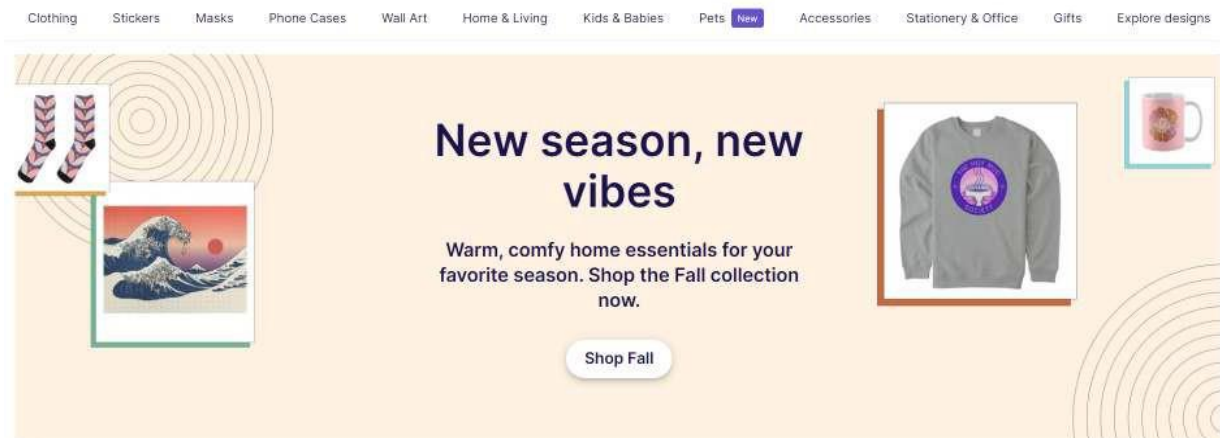 Clothing Stickers Masks Phone Cases Wall Art Home & Living Kids & Babies Pets New Accessories Stationery & Office Gifts Explore designs
New season, new
vibes
Warm, comfy home essentials for your
favorite season. Shop the Fall collection
now.
Shop Fall
SOCIETY